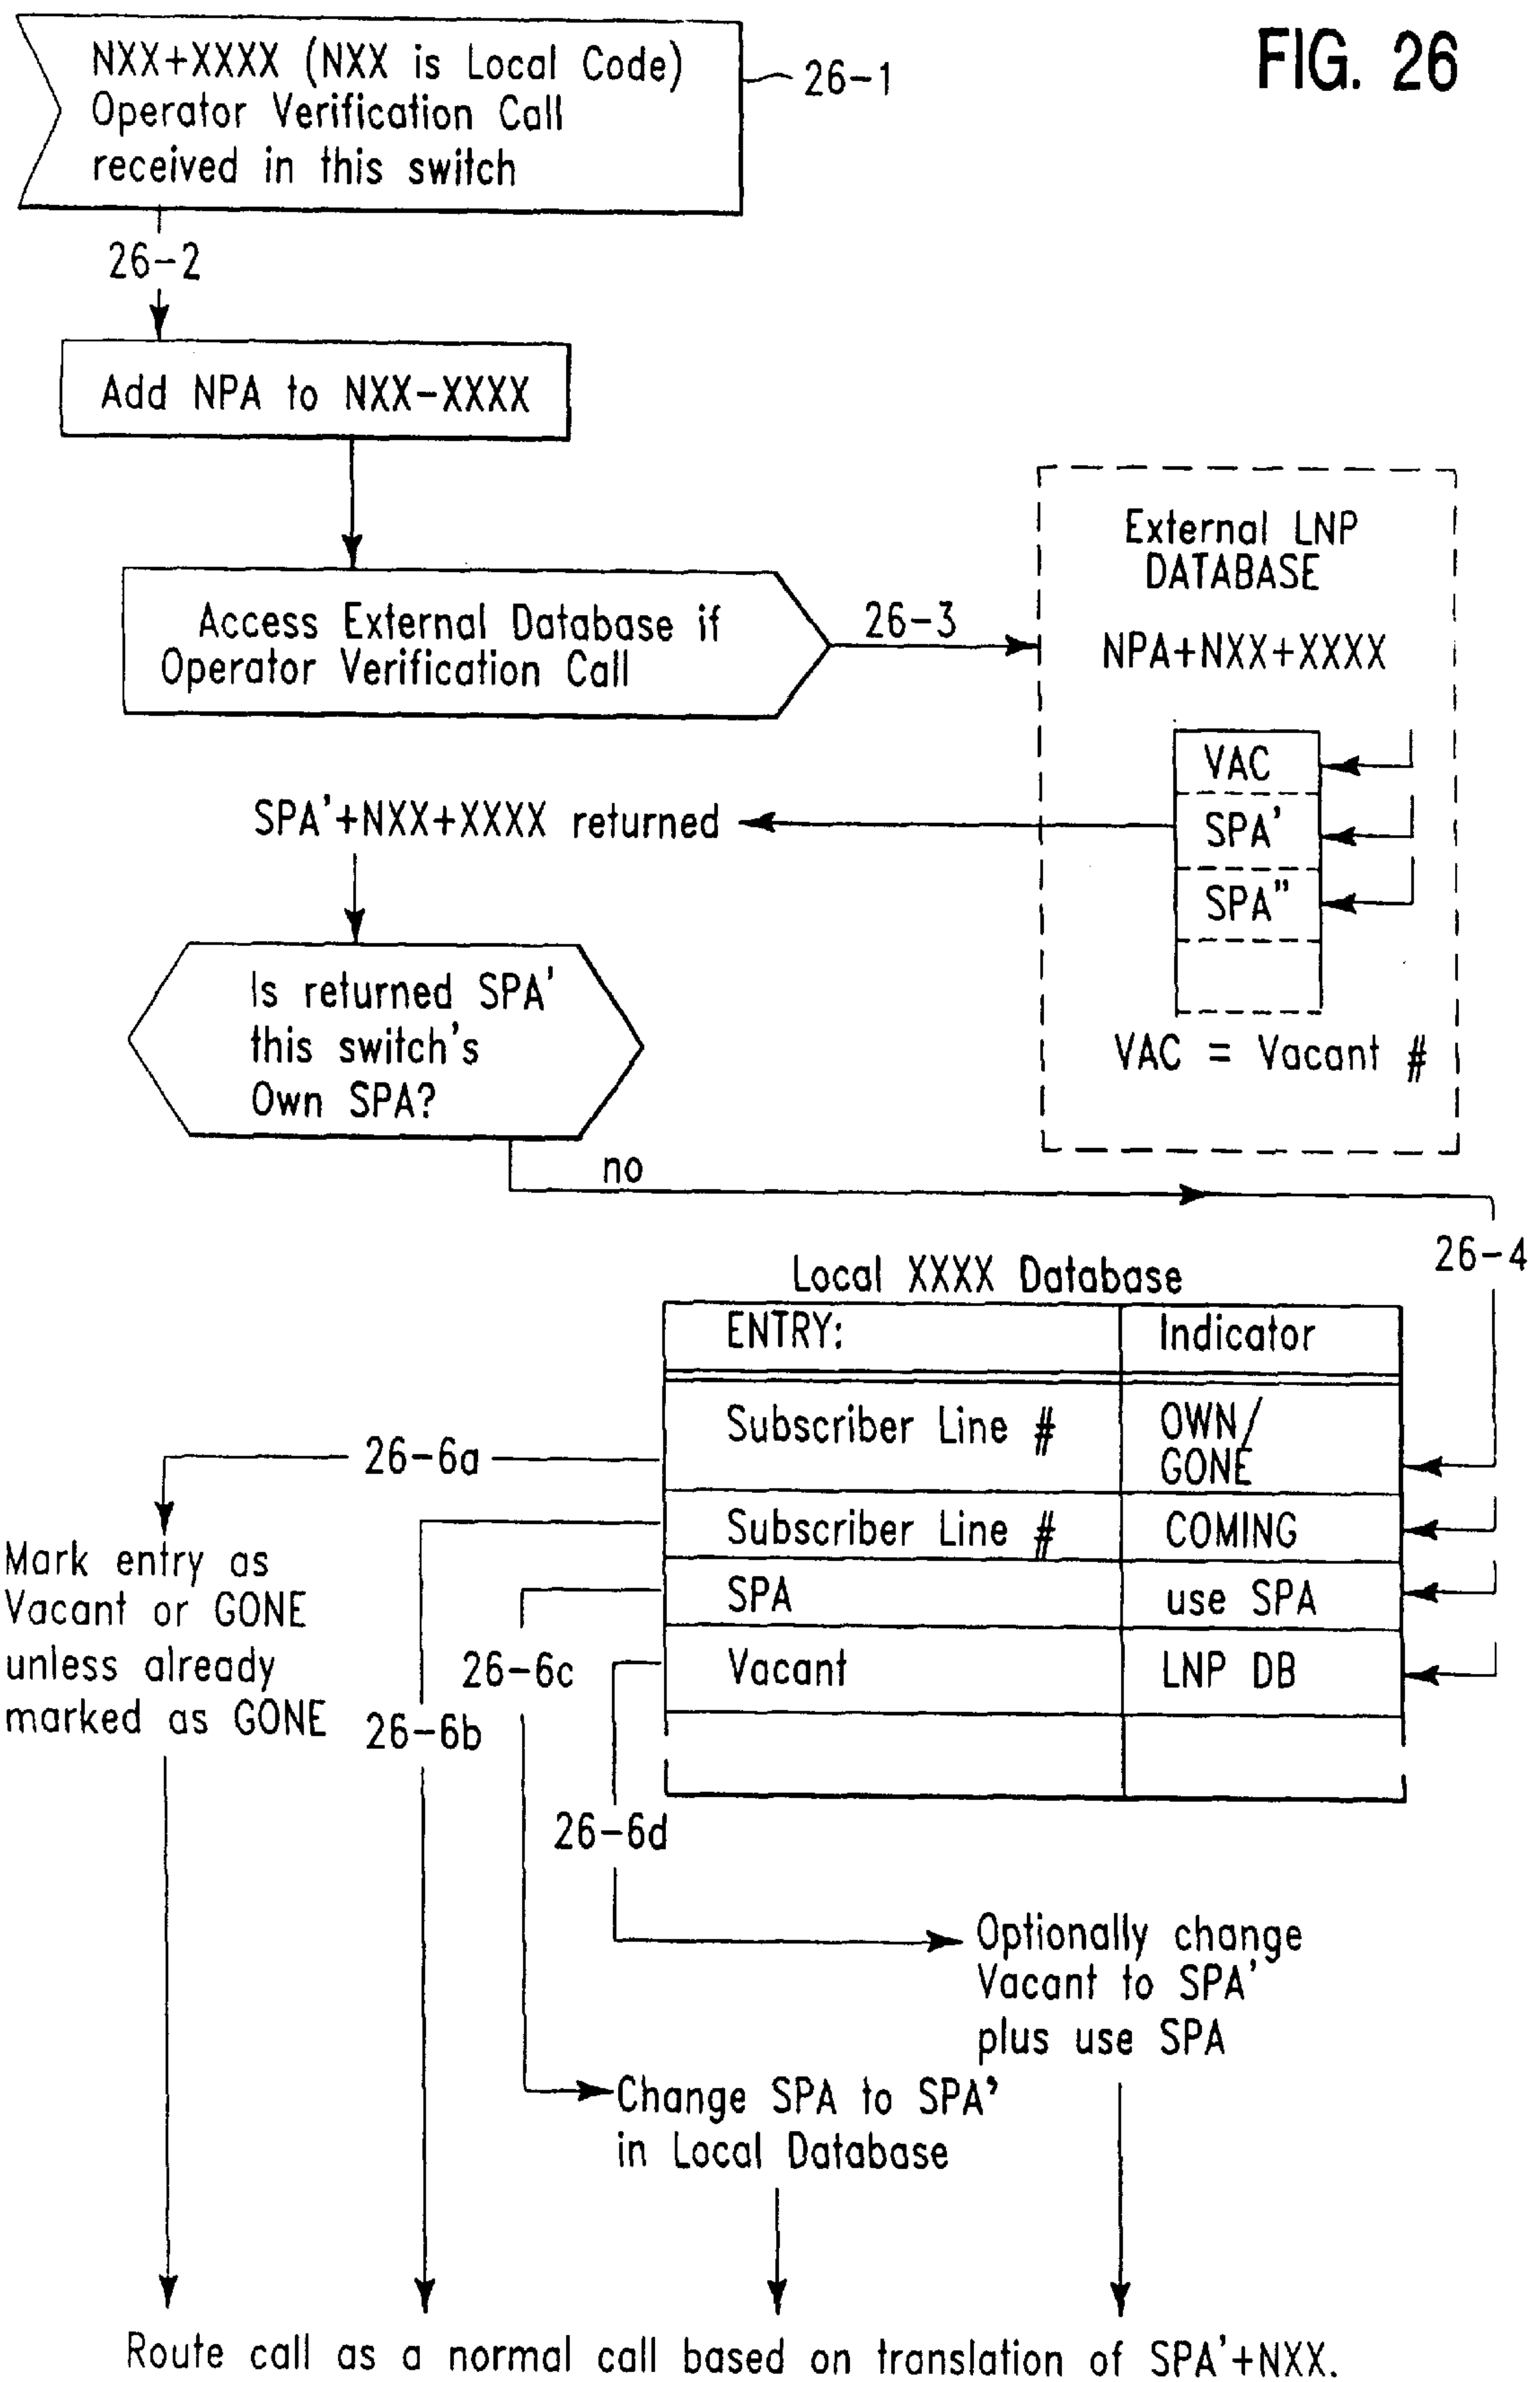 FIG. 26
NXX+XXXX (NXX is Local Code)
Operator Verification Call
received in this switch
26-1
26-2
Add NPA to NXX-XXXX
Access External Database if
Operator Verification Call
26-3
External LNP
DATABASE
NPA+NXX+XXXX
VAC
SPA'
SPA"
VAC = Vacant #
SPA'+NXX+XXXX returned
Is returned SPA'
this switch's
Own SPA?
no
26-4
Local XXXX Database
ENTRY: Indicator
Subscriber Line # OWN/
GONE
Subscriber Line # COMING
SPA use SPA
Vacant LNP DB
26-6a
Mark entry as
Vacant or GONE
unless already
marked as GONE
26-6b
26-6c
26-6d
Optionally change
Vacant to SPA'
plus use SPA
Change SPA to SPA'
in Local Database
Route call as a normal call based on translation of SPA'+NXX.